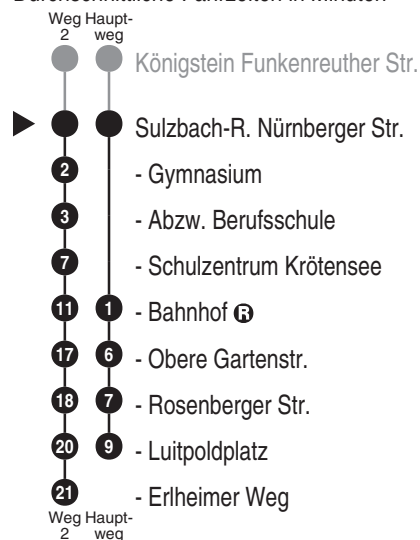 Durchschnittliche Fahrzeiten in Minuten
Weg Haupt-
2 weg
Königstein Funkenreuther Str.
Sulzbach-R. Nürnberger Str.
2 - Gymnasium
3 - Abzw. Berufsschule
7 - Schulzentrum Krötensee
11 1 - Bahnhof R
17 6 - Obere Gartenstr.
18 7 - Rosenberger Str.
20 9 - Luitpoldplatz
21 - Erlheimer Weg
Weg Haupt-
2 weg